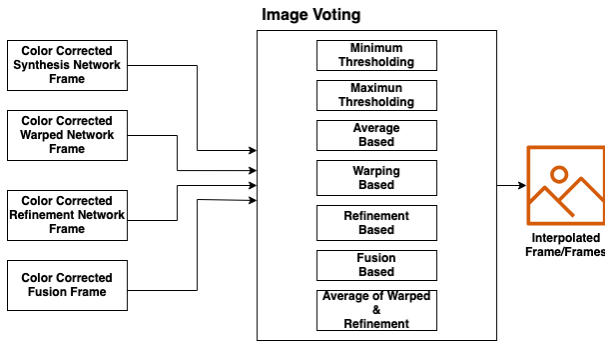 Image Voting
Color Corrected
Synthesis Network
Frame
Color Corrected
Warped Network
Frame
Color Corrected
Refinement Network
Frame
Color Corrected
Fusion Frame
Minimum
Thresholding
Maximun
Thresholding
Average
Based
Warping
Based
Refinement
Based
Fusion
Based
Average of Warped
&
Refinement
Interpolated
Frame/Frames